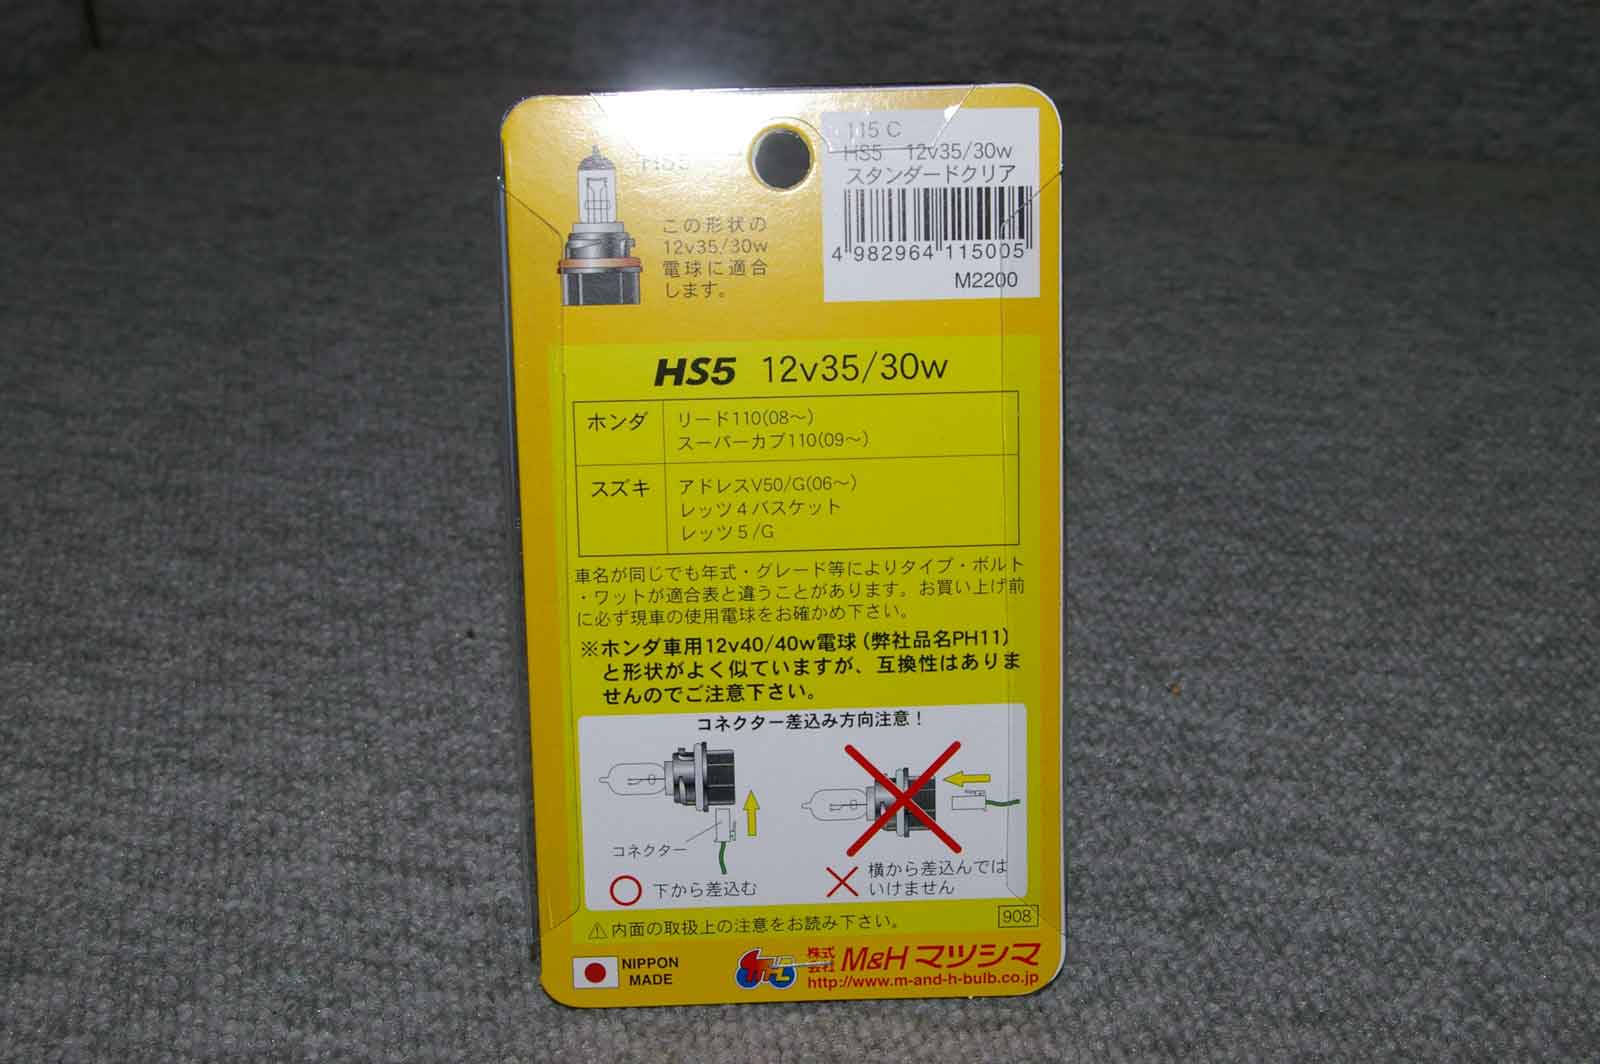 HS5
この形状の
12v35/30w
電球に適合
します。
115 C
HS5 12v35/30w
スタンダードクリア
4 982964 115005
M2200
HS5 12v35/30w
ホンダ
リード110(08～)
スーパーカブ110(09～)
スズキ
アドレスV50/G(06～)
レッツ4バスケット
レッツ5/G
車名が同じでも年式・グレード等によりタイプ・ボルト
・ワットが適合表と違うことがあります。お買い上げ前
に必ず現車の使用電球をお確かめ下さい。
※ホンダ車用12v40/40w電球(弊社品名PH11)
と形状がよく似ていますが、互換性はありま
せんのでご注意下さい。
コネクター差込み方向注意！
コネクター
下から差込む
横から差込んでは
いけません
⚠内面の取扱上の注意をお読み下さい。
908
NIPPON
MADE
株式
会社
M&Hマツシマ
http://www.m-and-h-bulb.co.jp